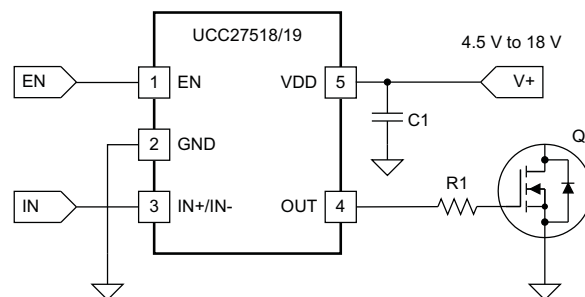 UCC27518/19
4.5 V to 18 V
EN
1
EN
VDD
5
V+
C1
2
GND
Q
R1
IN
3
IN+/IN-
OUT
4